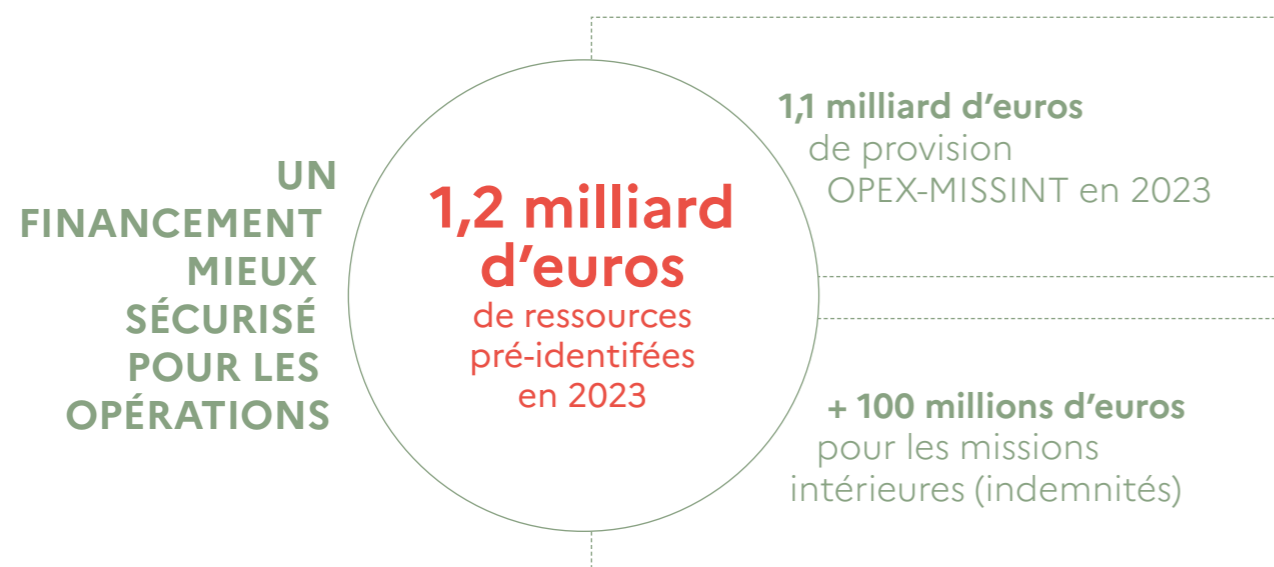 UN
FINANCEMENT
MIEUX
SÉCURISÉ
POUR LES
OPÉRATIONS
1,2 milliard
d’euros
de ressources
pré-identifées
en 2023
1,1 milliard d’euros
de provision
OPEX-MISSINT en 2023
+ 100 millions d’euros
pour les missions
intérieures (indemnités)